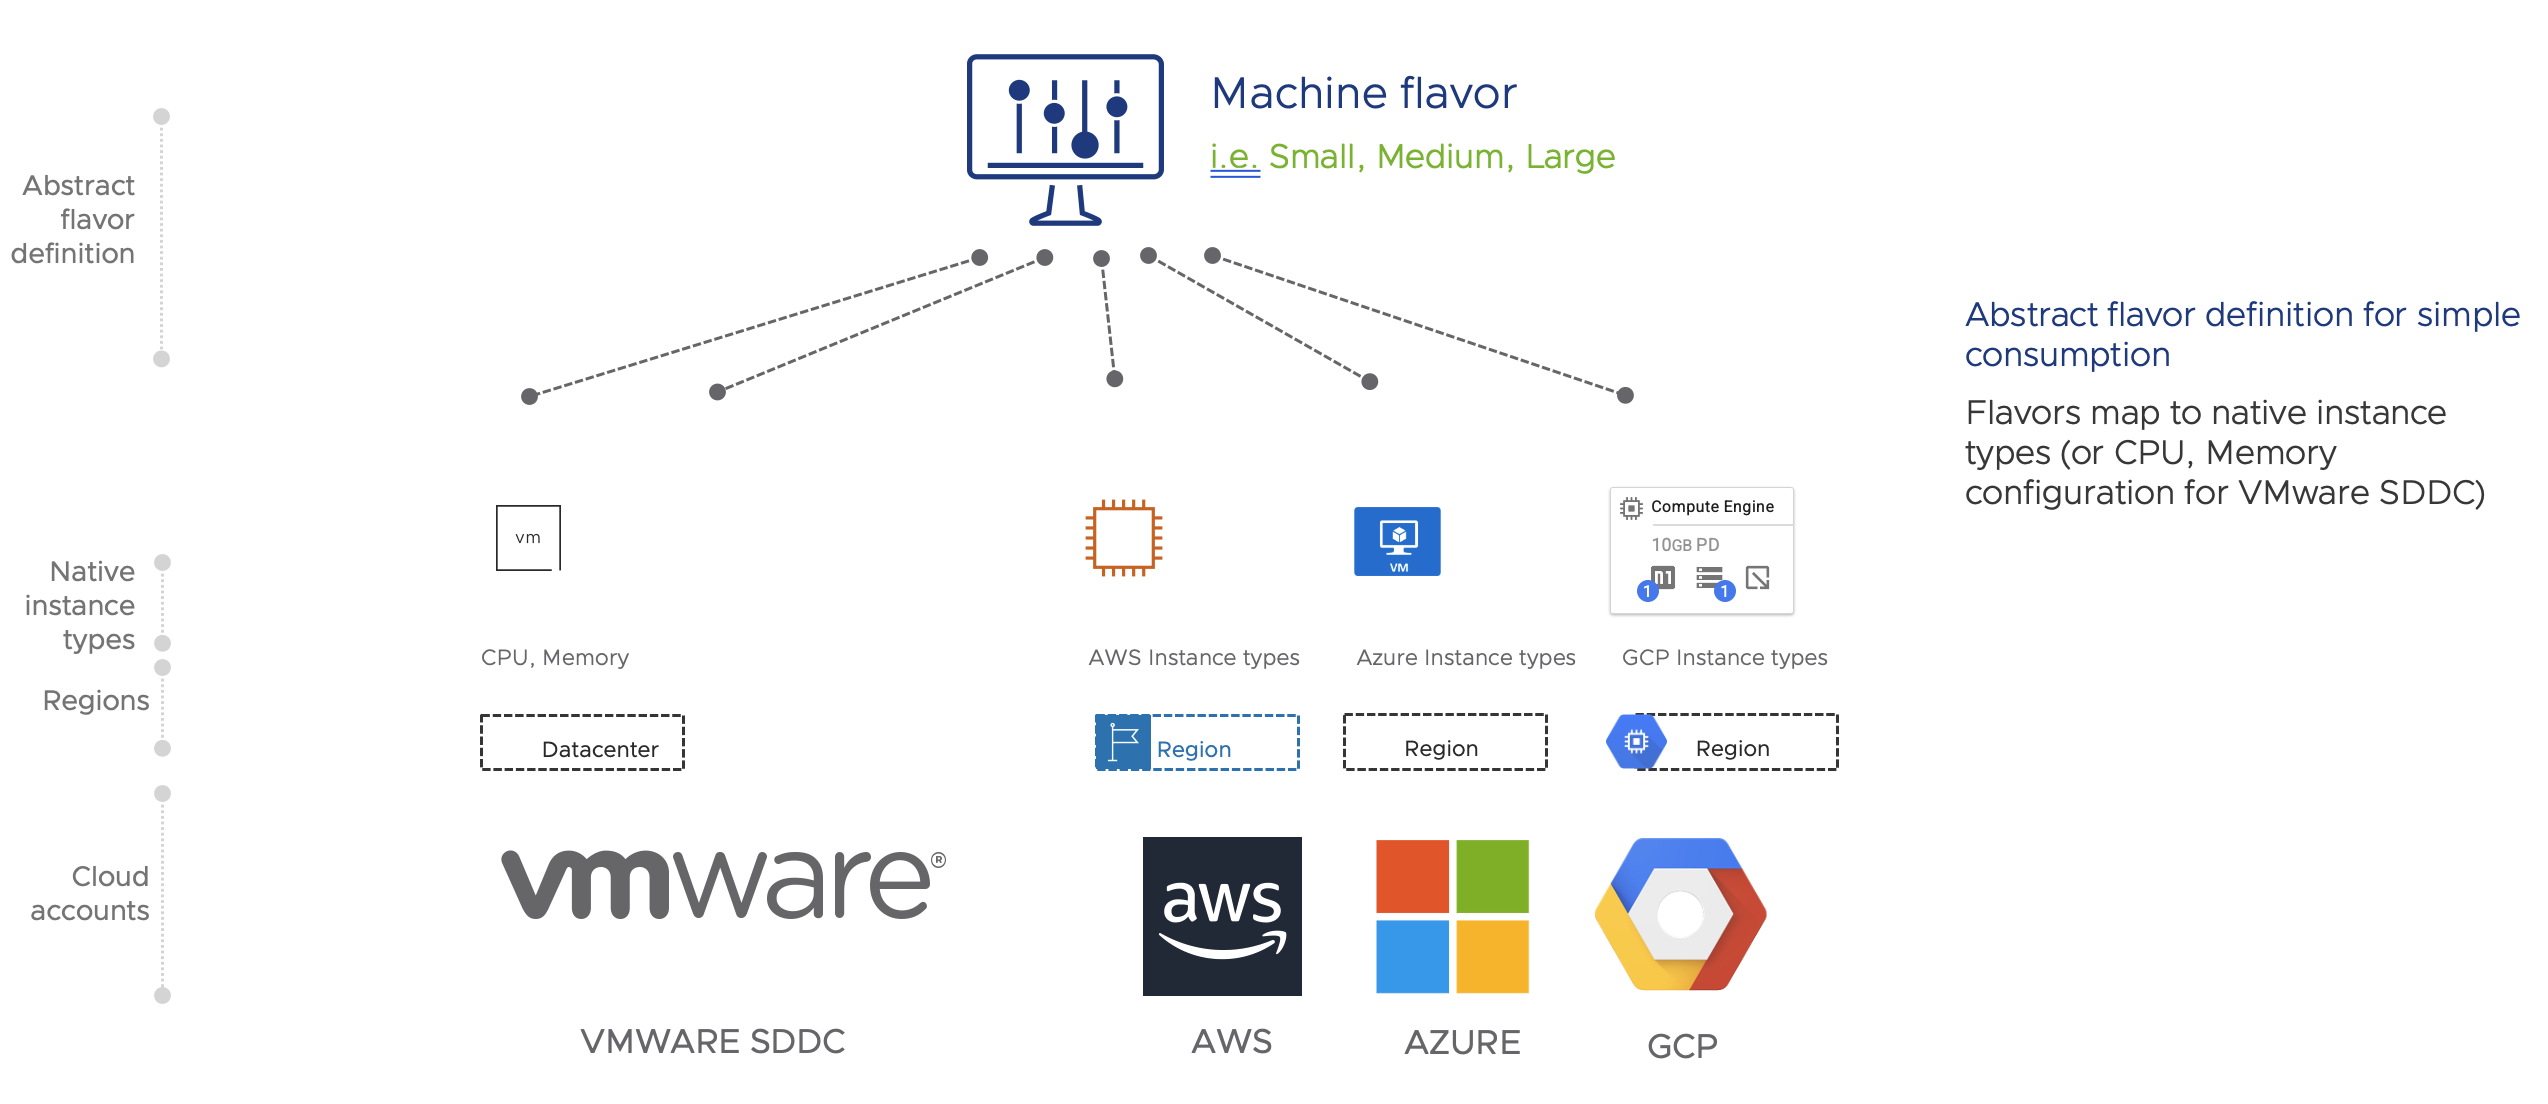 Machine flavor
i.e. Small, Medium, Large
Abstract
flavor
definition
Abstract flavor definition for simple
consumption
Flavors map to native instance
types (or CPU, Memory
configuration for VMware SDDC)
Native
instance
types
vm
VM
Compute Engine
10GB PD
n1
1
1
CPU, Memory
AWS Instance types
Azure Instance types
GCP Instance types
Regions
Datacenter
Region
Region
Region
Cloud
accounts
vmware®
aws
VMWARE SDDC
AWS
AZURE
GCP